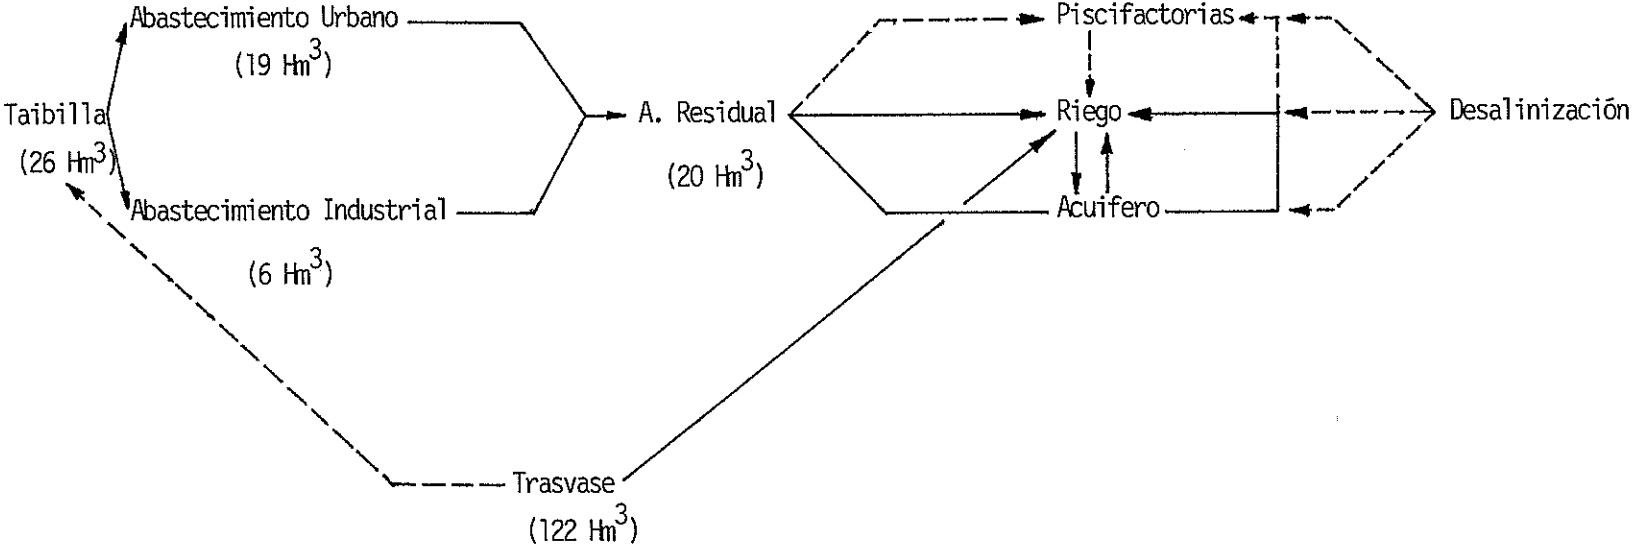 Abastecimiento Urbano
(19 Hm³)
Taibilla
(26 Hm³)
Abastecimiento Industrial
(6 Hm³)
A. Residual
(20 Hm³)
Piscifactorias
Riego
Acuifero
Desalinización
Trasvase
(122 Hm³)